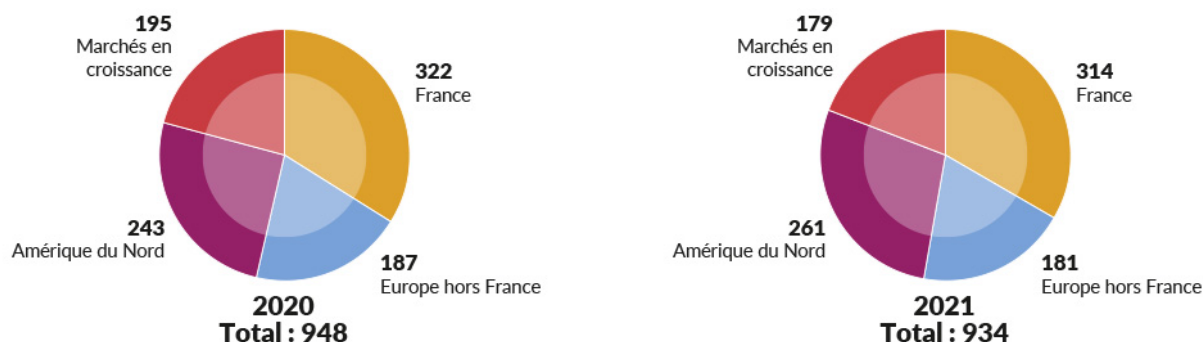 195
Marchés en
croissance
322
France
243
Amérique du Nord
187
Europe hors France
2020
Total : 948
179
Marchés en
croissance
314
France
261
Amérique du Nord
181
Europe hors France
2021
Total : 934